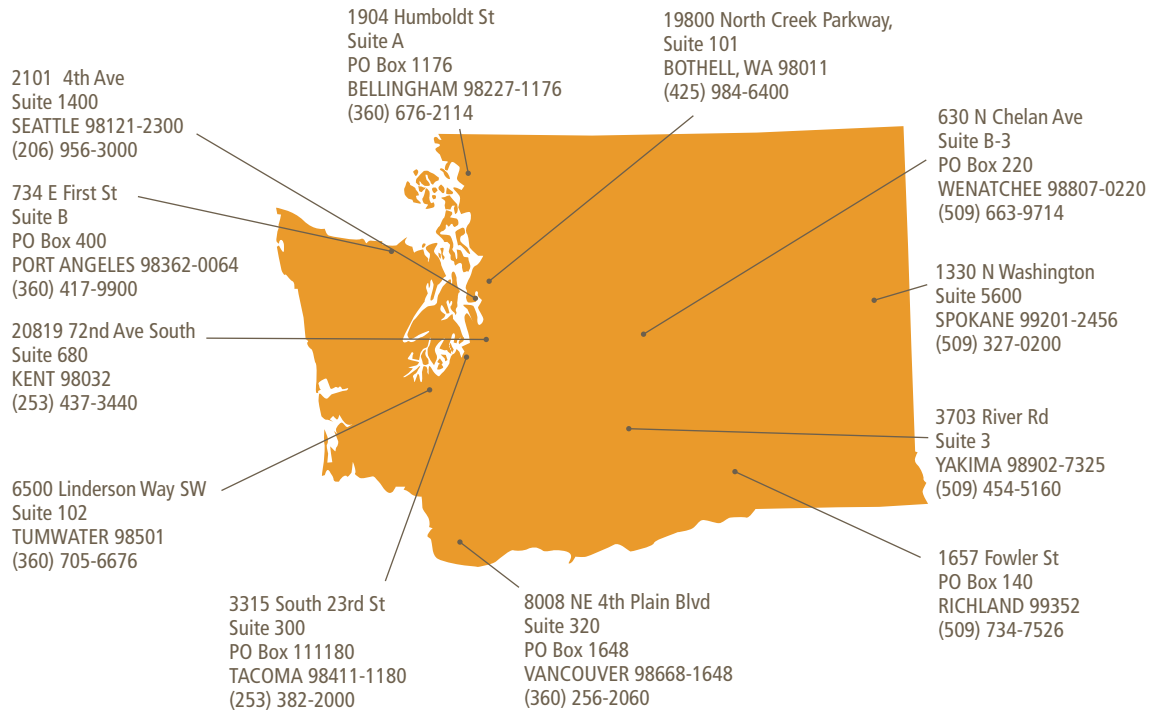 1904 Humboldt St
Suite A
PO Box 1176
BELLINGHAM 98227-1176
(360) 676-2114
19800 North Creek Parkway,
Suite 101
BOTHELL, WA 98011
(425) 984-6400
2101 4th Ave
Suite 1400
SEATTLE 98121-2300
(206) 956-3000
630 N Chelan Ave
Suite B-3
PO Box 220
WENATCHEE 98807-0220
(509) 663-9714
734 E First St
Suite B
PO Box 400
PORT ANGELES 98362-0064
(360) 417-9900
1330 N Washington
Suite 5600
SPOKANE 99201-2456
(509) 327-0200
20819 72nd Ave South
Suite 680
KENT 98032
(253) 437-3440
3703 River Rd
Suite 3
YAKIMA 98902-7325
(509) 454-5160
6500 Linderson Way SW
Suite 102
TUMWATER 98501
(360) 705-6676
1657 Fowler St
PO Box 140
RICHLAND 99352
(509) 734-7526
3315 South 23rd St
Suite 300
PO Box 111180
TACOMA 98411-1180
(253) 382-2000
8008 NE 4th Plain Blvd
Suite 320
PO Box 1648
VANCOUVER 98668-1648
(360) 256-2060